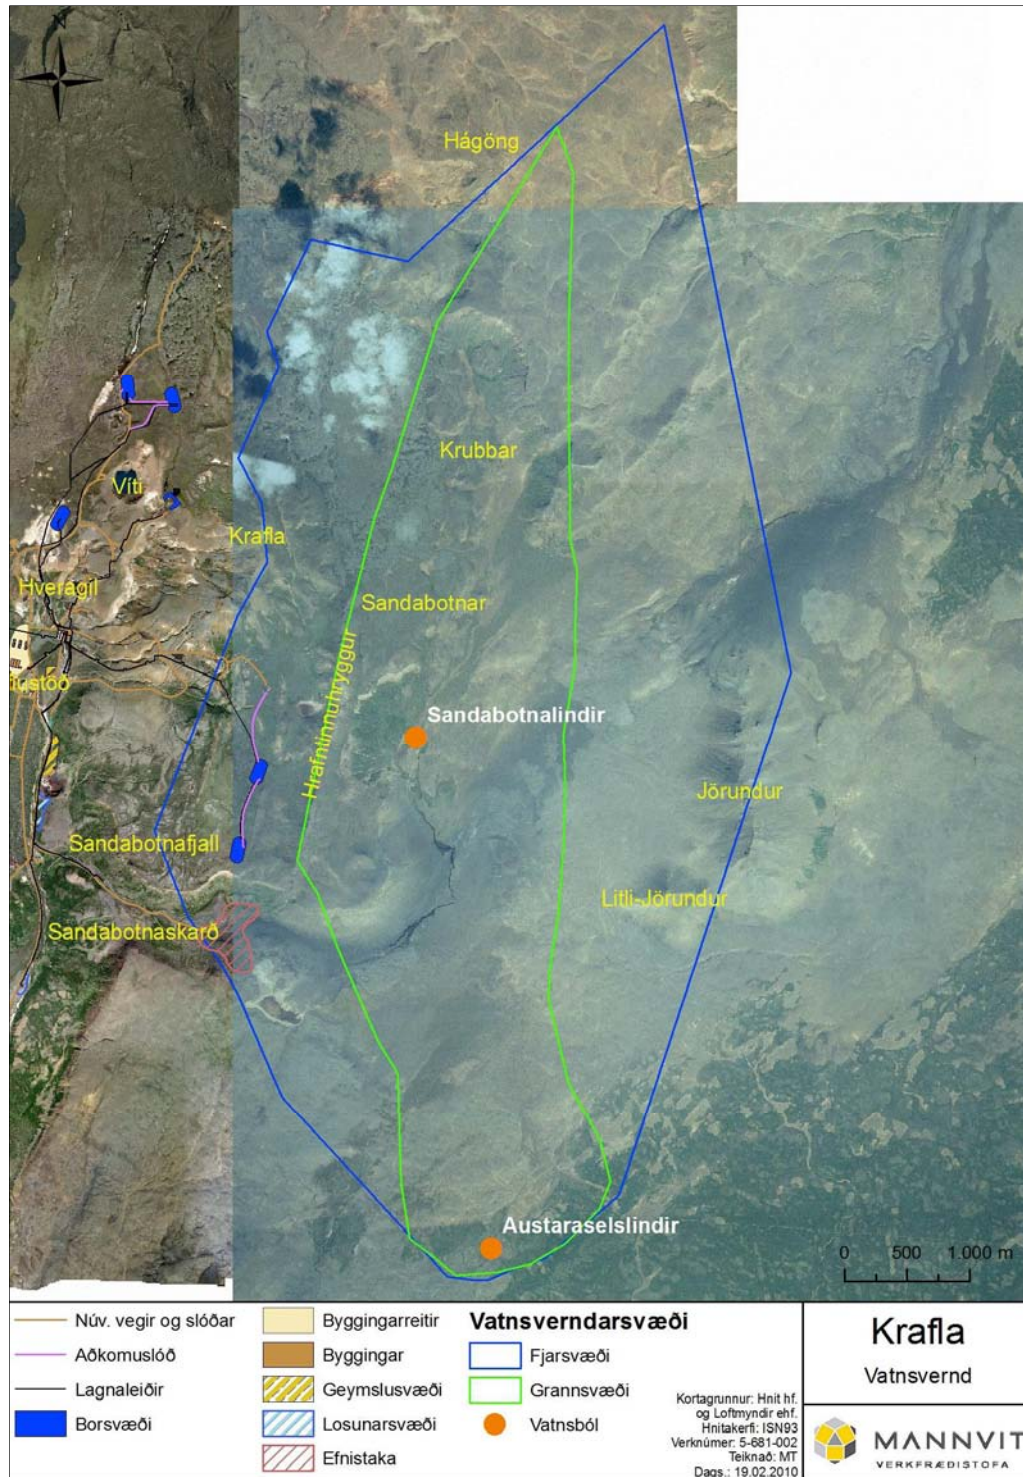 N
Hágöng
Krubbar
Víti
Krafla
Hveragil
Sandabotnar
Hrafntinnuhryggur
Sandabotnalindir
Jörundur
Sandabotnafjall
Litli-Jörundur
Sandabotnaskarð
Austaraselslindir
0 500 1.000 m
Núv. vegir og slóðar
Aðkomuslóð
Lagnaleiðir
Borsvæði
Byggingarreitir
Byggingar
Geymslusvæði
Losunarsvæði
Efnistaka
Vatnsverndarsvæði
Fjarsvæði
Grannsvæði
Vatnsból
Kortagrunnur: Hnit hf.
og Loftmyndir ehf.
Hnitakerfi: ISN93
Verknúmer: 5-681-002
Teiknað: MT
Dags.: 19.02.2010
Krafla
Vatnsvernd
MANNVIT
VERKFRÆDISTOFA